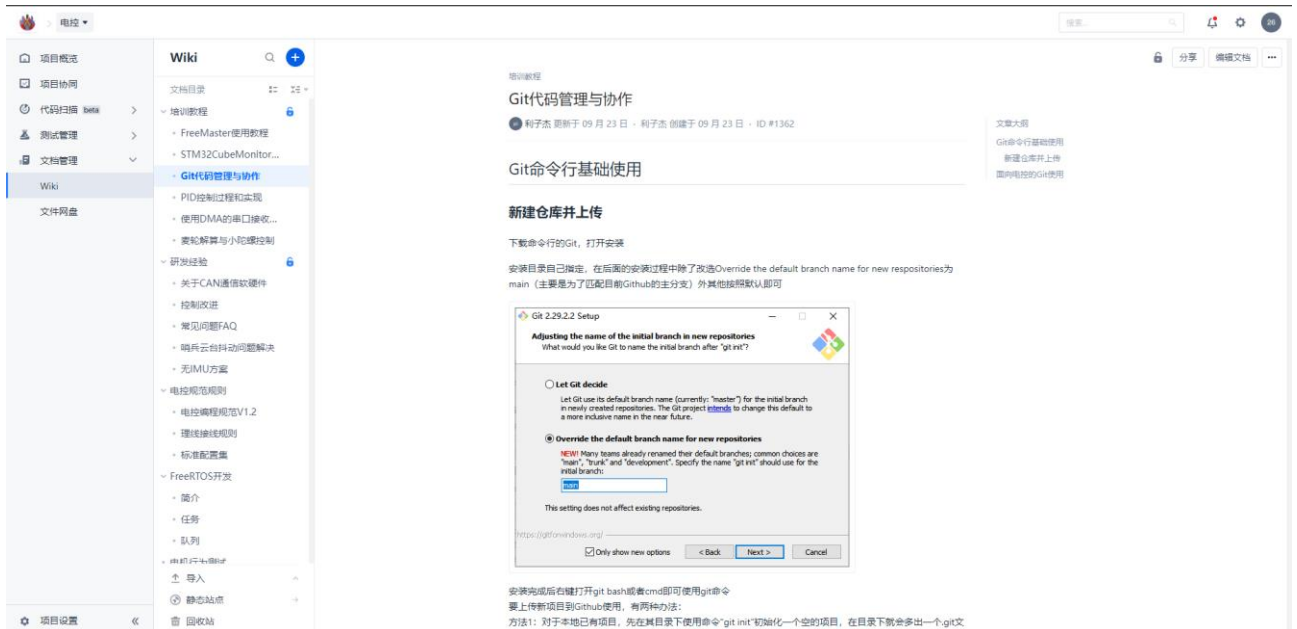 电控
搜索...
26
项目概览
项目协同
代码扫描 beta
测试管理
文档管理
Wiki
文件网盘
项目设置
Wiki
文档目录
培训教程
FreeMaster使用教程
STM32CubeMonitor...
Git代码管理与协作
PID控制过程和实现
使用DMA的串口接收...
麦轮解算与小陀螺控制
研发经验
关于CAN通信软硬件
控制改进
常见问题FAQ
哨兵云台抖动问题解决
无IMU方案
电控规范规则
电控编程规范V1.2
理线接线规则
标准配置集
FreeRTOS开发
简介
任务
队列
电机行为测试
导入
静态站点
回收站
分享
编辑文档
培训教程
Git代码管理与协作
利子杰 更新于 09 月 23 日 · 利子杰 创建于 09 月 23 日 · ID #1362
Git命令行基础使用
新建仓库并上传
下载命令行的Git，打开安装
安装目录自己指定，在后面的安装过程中除了改选Override the default branch name for new respositories为
main（主要是为了匹配目前Github的主分支）外其他按照默认即可
Git 2.29.2.2 Setup
Adjusting the name of the initial branch in new repositories
What would you like Git to name the initial branch after "git init"?
Let Git decide
Let Git use its default branch name (currently: "master") for the initial branch
in newly created repositories. The Git project intends to change this default to
a more inclusive name in the near future.
Override the default branch name for new repositories
NEW! Many teams already renamed their default branches; common choices are
"main", "trunk" and "development". Specify the name "git init" should use for the
initial branch:
main
This setting does not affect existing repositories.
https://gitforwindows.org/
Only show new options
< Back
Next >
Cancel
安装完成后右键打开git bash或者cmd即可使用git命令
要上传新项目到Github使用，有两种办法：
方法1：对于本地已有项目，先在其目录下使用命令"git init"初始化一个空的项目，在目录下就会多出一个.git文
文章大纲
Git命令行基础使用
新建仓库并上传
面向电控的Git使用